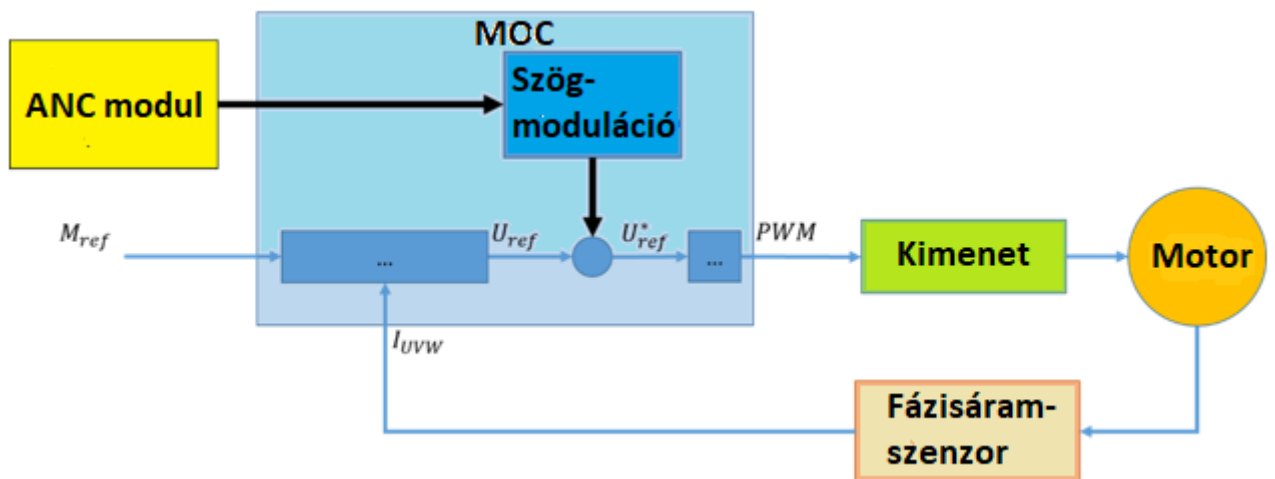 MOC
ANC modul
Szög-
moduláció
M_ref
...
U_ref
U*_ref
...
PWM
Kimenet
Motor
I_UVW
Fázisáram-
szenzor